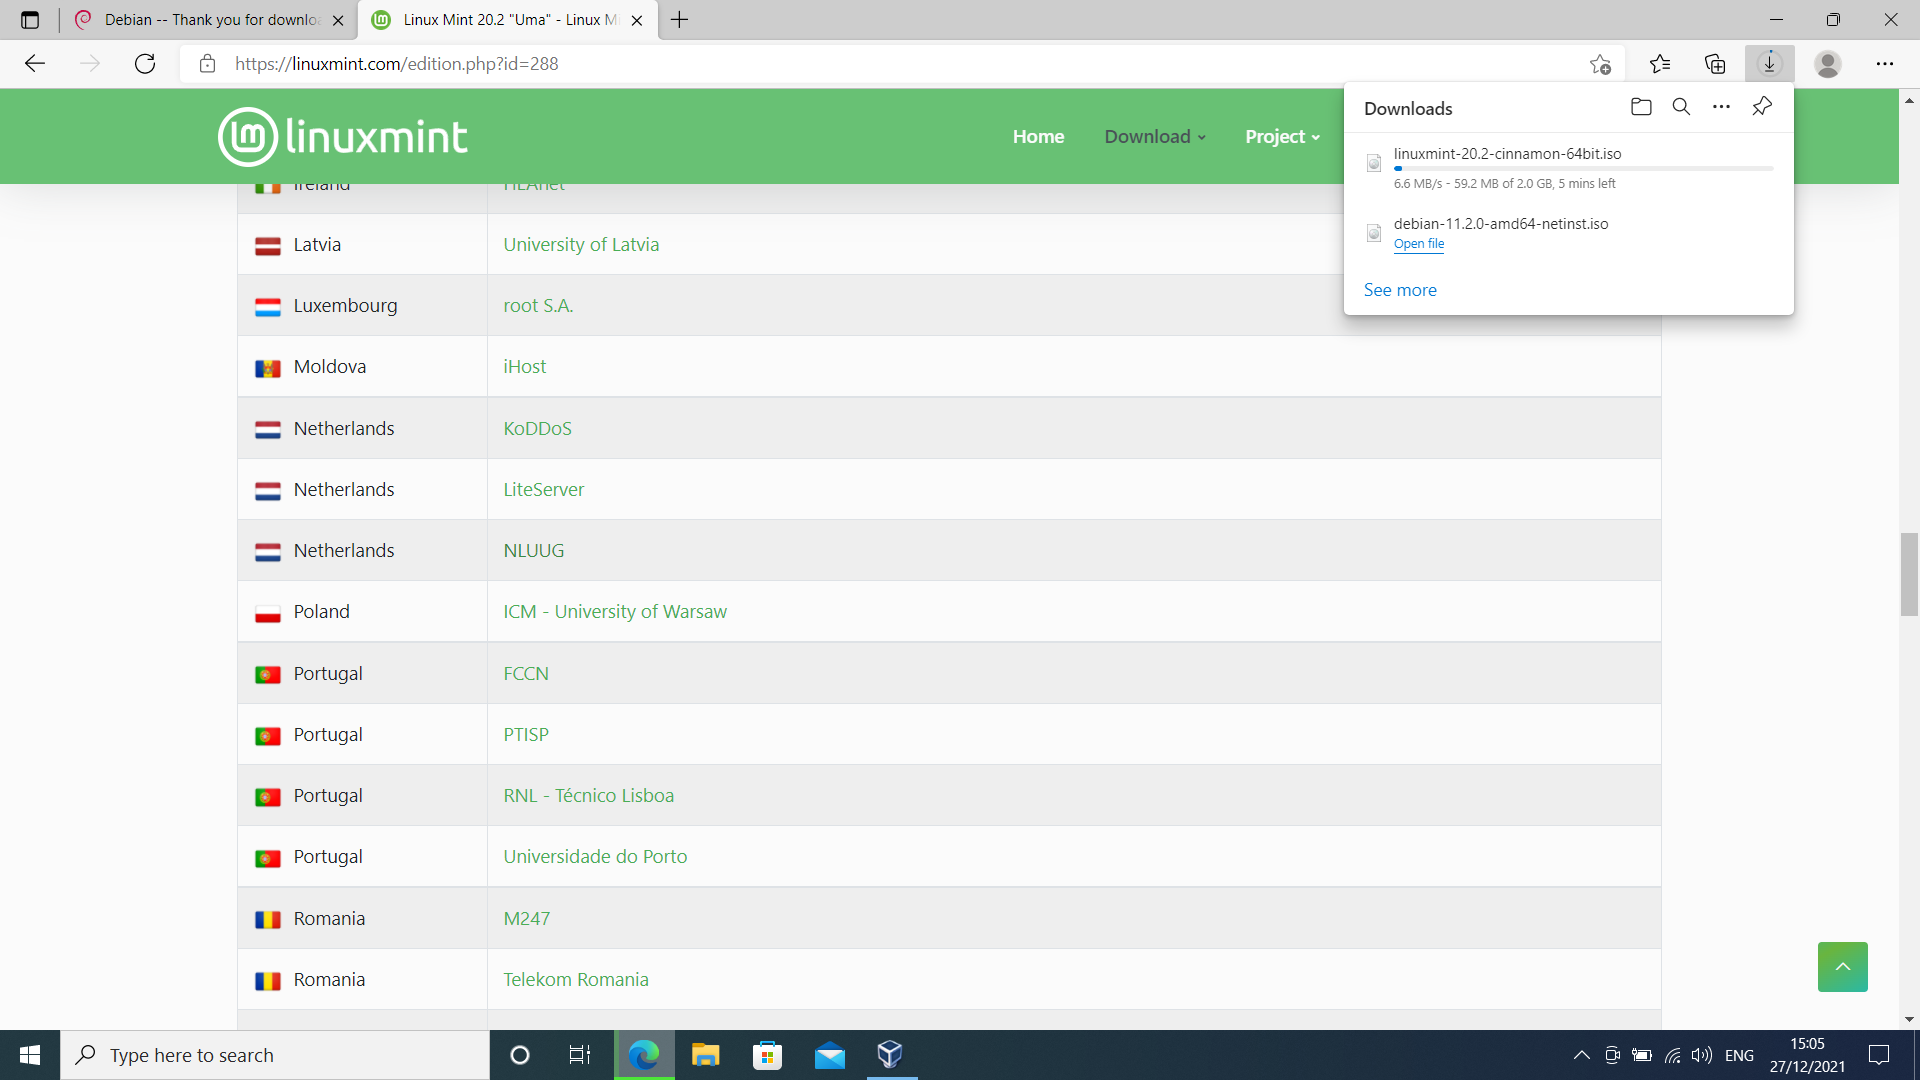 Debian -- Thank you for downlo
Linux Mint 20.2 "Uma" - Linux M
https://linuxmint.com/edition.php?id=288
linuxmint
Home
Download
Project
Downloads
linuxmint-20.2-cinnamon-64bit.iso
6.6 MB/s - 59.2 MB of 2.0 GB, 5 mins left
debian-11.2.0-amd64-netinst.iso
Open file
See more
Ireland HEAnet
Latvia University of Latvia
Luxembourg root S.A.
Moldova iHost
Netherlands KoDDoS
Netherlands LiteServer
Netherlands NLUUG
Poland ICM - University of Warsaw
Portugal FCCN
Portugal PTISP
Portugal RNL - Técnico Lisboa
Portugal Universidade do Porto
Romania M247
Romania Telekom Romania
Type here to search
ENG
15:05
27/12/2021